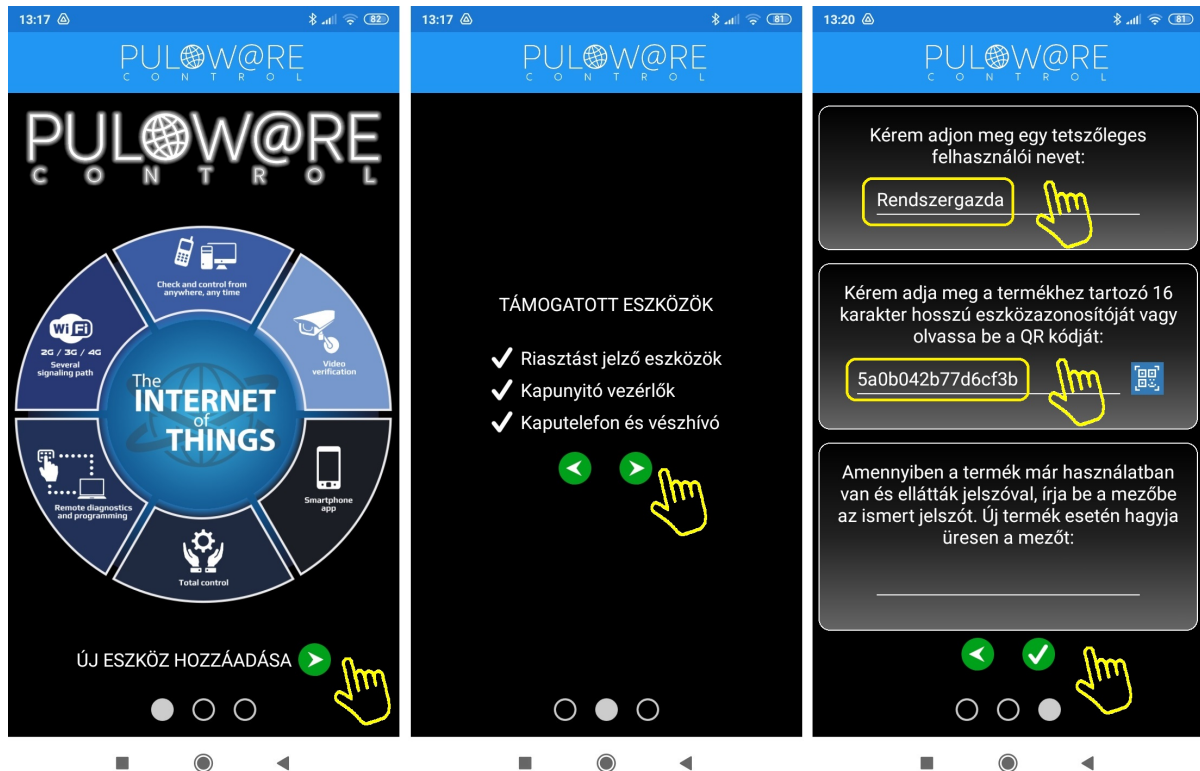 13:17
82
PULOW@RE
CONTROL
PULOW@RE
CONTROL
Check and control from
anywhere, any time
WiFi
2G / 3G / 4G
Several
signaling path
Video
verification
The
INTERNET
of
THINGS
Remote diagnostics
and programming
Smartphone
app
Total control
ÚJ ESZKÖZ HOZZÁADÁSA
13:17
81
PULOW@RE
CONTROL
TÁMOGATOTT ESZKÖZÖK
Riasztást jelző eszközök
Kapunyitó vezérlők
Kaputelefon és vészhívó
13:20
81
PULOW@RE
CONTROL
Kérem adjon meg egy tetszőleges
felhasználói nevet:
Rendszergazda
Kérem adja meg a termékhez tartozó 16
karakter hosszú eszközazonosítóját vagy
olvassa be a QR kódját:
5a0b042b77d6cf3b
Amennyiben a termék már használatban
van és ellátták jelszóval, írja be a mezőbe
az ismert jelszót. Új termék esetén hagyja
üresen a mezőt: